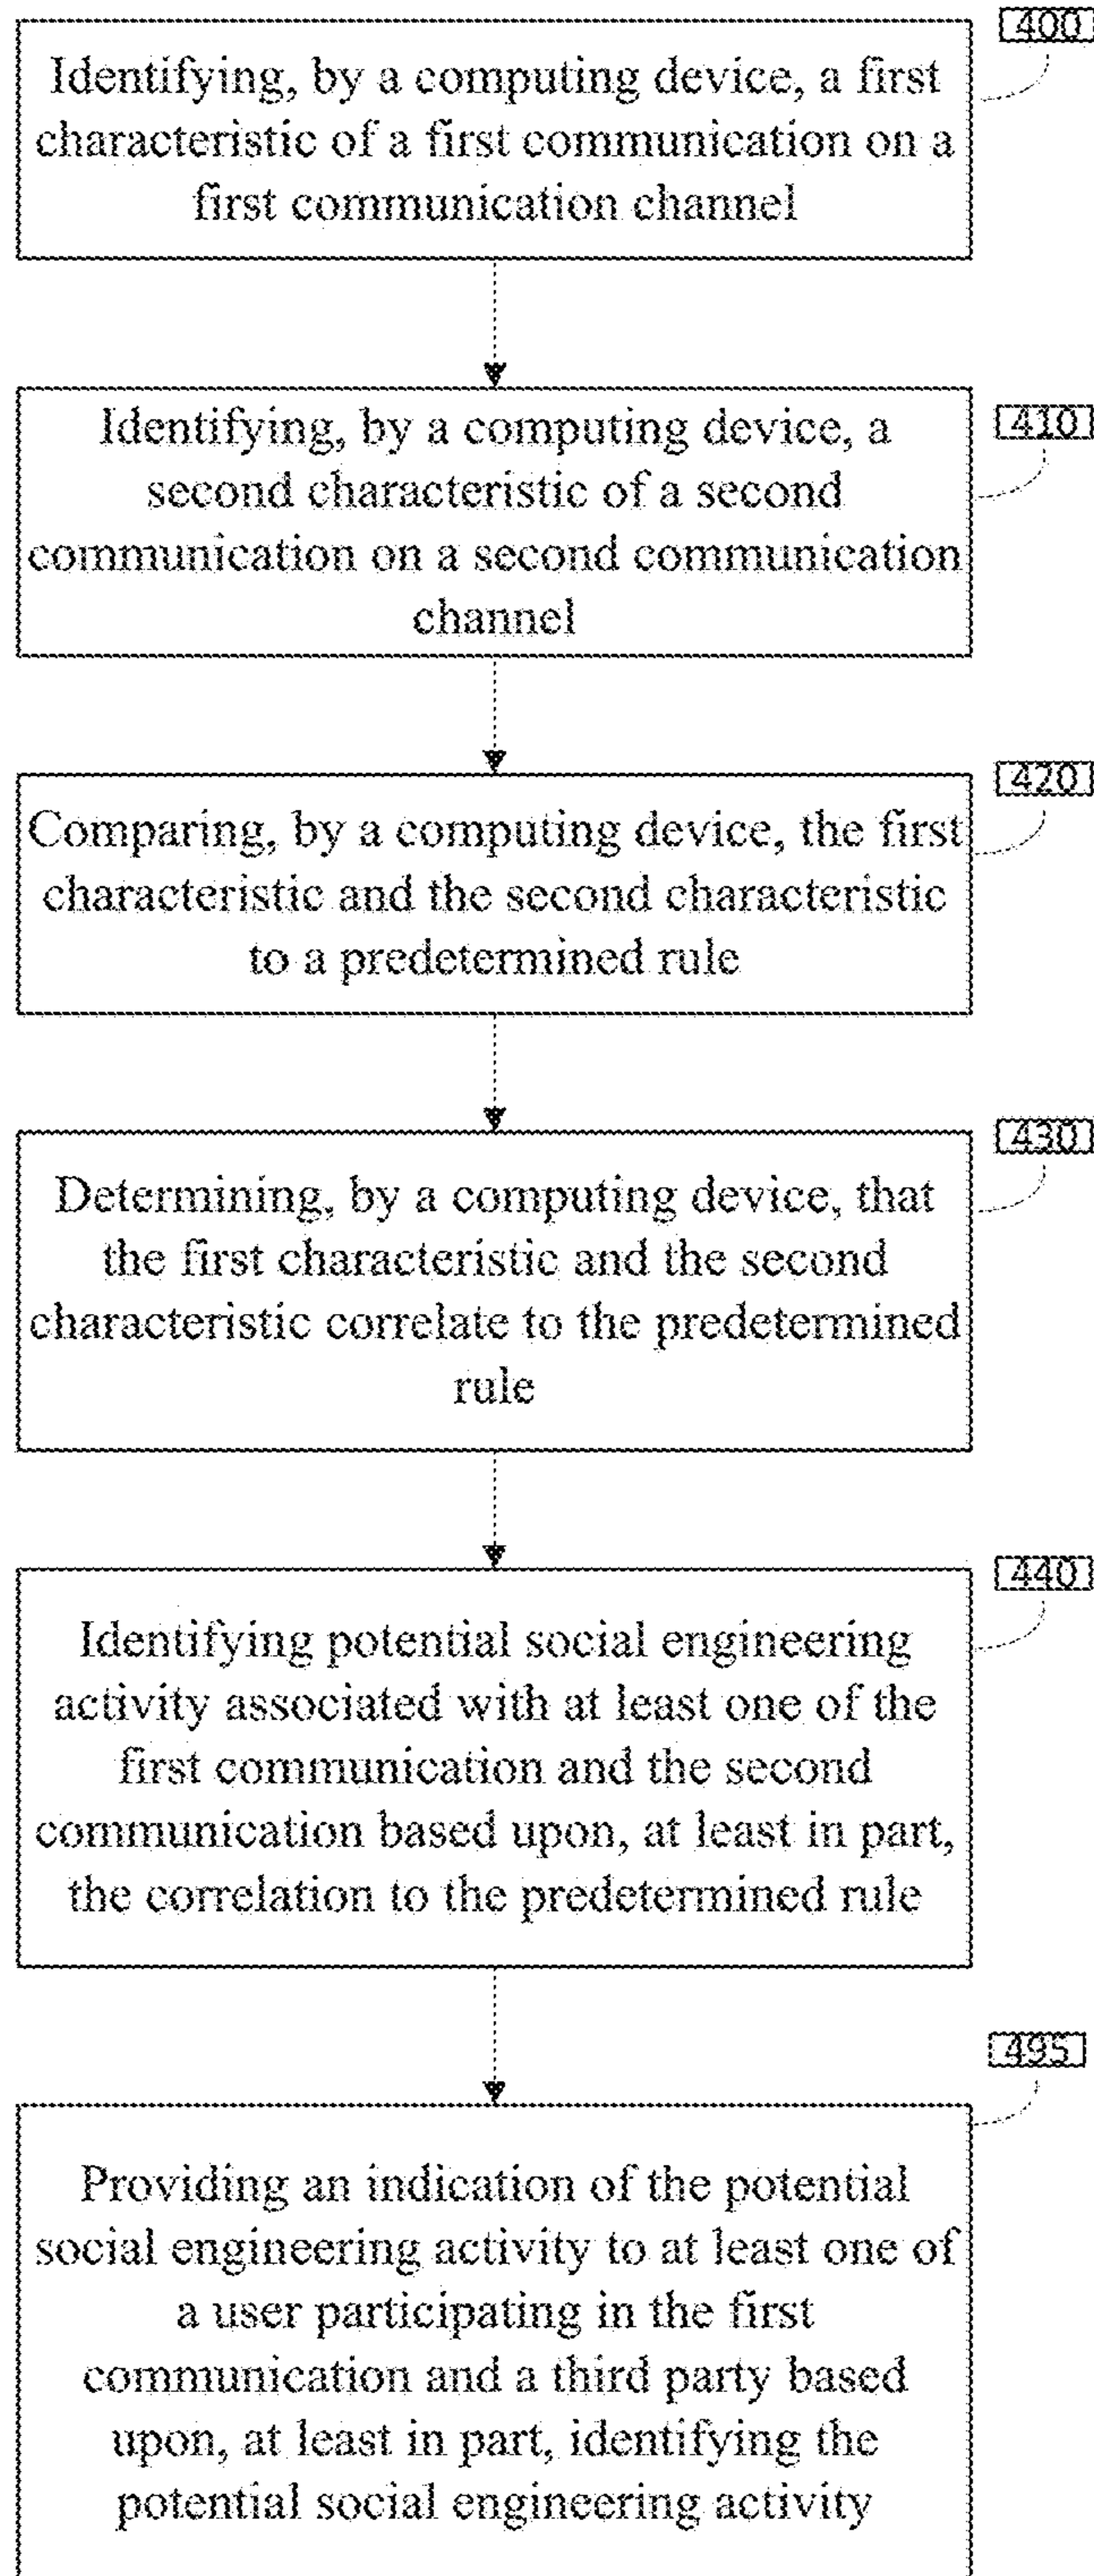 400
Identifying, by a computing device, a first
characteristic of a first communication on a
first communication channel
410
Identifying, by a computing device, a
second characteristic of a second
communication on a second communication
channel
420
Comparing, by a computing device, the first
characteristic and the second characteristic
to a predetermined rule
430
Determining, by a computing device, that
the first characteristic and the second
characteristic correlate to the predetermined
rule
440
Identifying potential social engineering
activity associated with at least one of the
first communication and the second
communication based upon, at least in part,
the correlation to the predetermined rule
495
Providing an indication of the potential
social engineering activity to at least one of
a user participating in the first
communication and a third party based
upon, at least in part, identifying the
potential social engineering activity